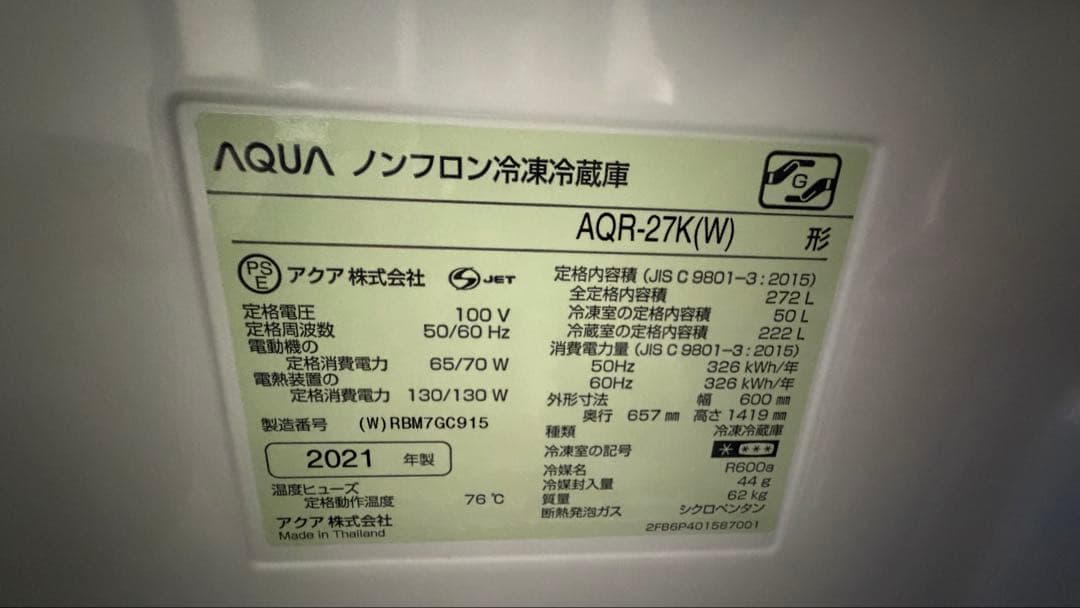 AQUA ノンフロン冷凍冷蔵庫
G
AQR-27K(W) 形
PSE アクア株式会社 JET
定格電圧 100 V
定格周波数 50/60 Hz
電動機の
定格消費電力 65/70 W
電熱装置の
定格消費電力 130/130 W
製造番号 (W)RBM7GC915
2021 年製
温度ヒューズ
定格動作温度 76 ℃
アクア株式会社
Made in Thailand
定格内容積 (JIS C 9801-3:2015)
全定格内容積 272 L
冷凍室の定格内容積 50 L
冷蔵室の定格内容積 222 L
消費電力量 (JIS C 9801-3:2015)
50Hz 326 kWh/年
60Hz 326 kWh/年
外形寸法 幅 600 mm
奥行 657 mm 高さ 1419 mm
種類 冷凍冷蔵庫
冷凍室の記号 * ***
冷媒名 R600a
冷媒封入量 44 g
質量 62 kg
断熱発泡ガス シクロペンタン
2FB6P401587001